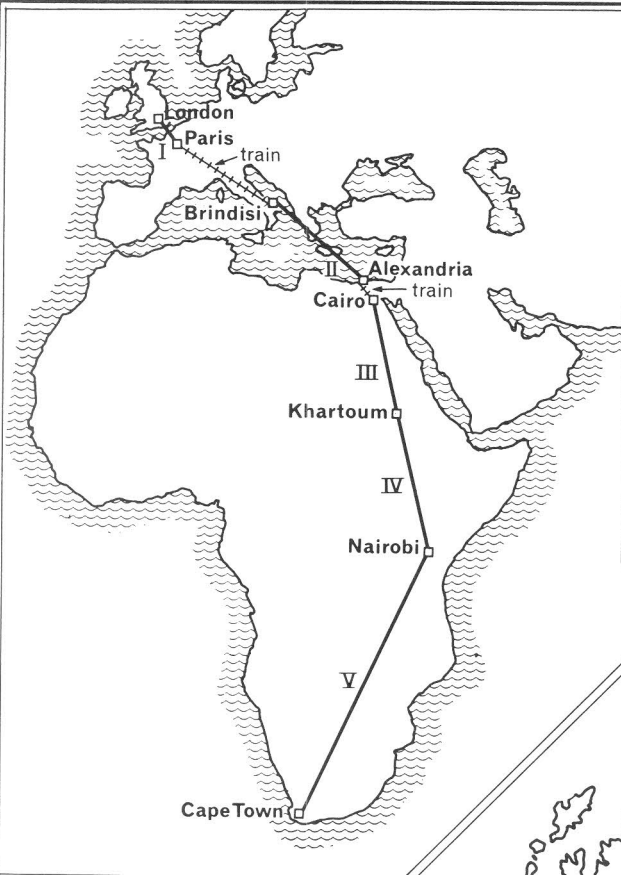 London
Paris
I
train
Brindisi
II
Alexandria
train
Cairo
III
Khartoum
IV
Nairobi
V
Cape Town